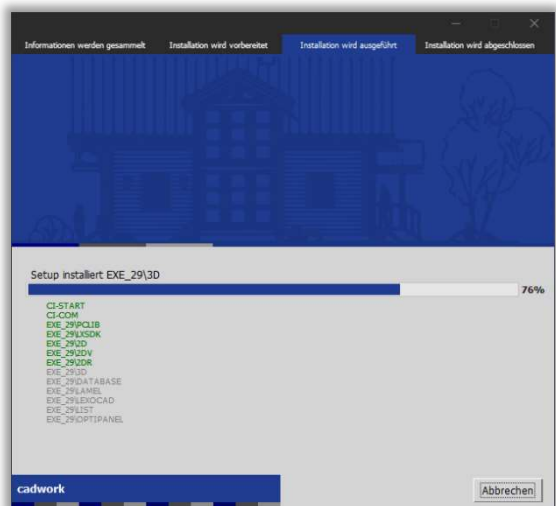 Informationen werden gesammelt Installation wird vorbereitet Installation wird ausgeführt Installation wird abgeschlossen
Setup installiert EXE_29\3D
76%
CI-START
CI-COM
EXE_29\PCLIB
EXE_29\LXSDK
EXE_29\2D
EXE_29\2DV
EXE_29\2DR
EXE_29\3D
EXE_29\DATABASE
EXE_29\LAMEL
EXE_29\LEXOCAD
EXE_29\LIST
EXE_29\OPTIPANEL
cadwork Abbrechen